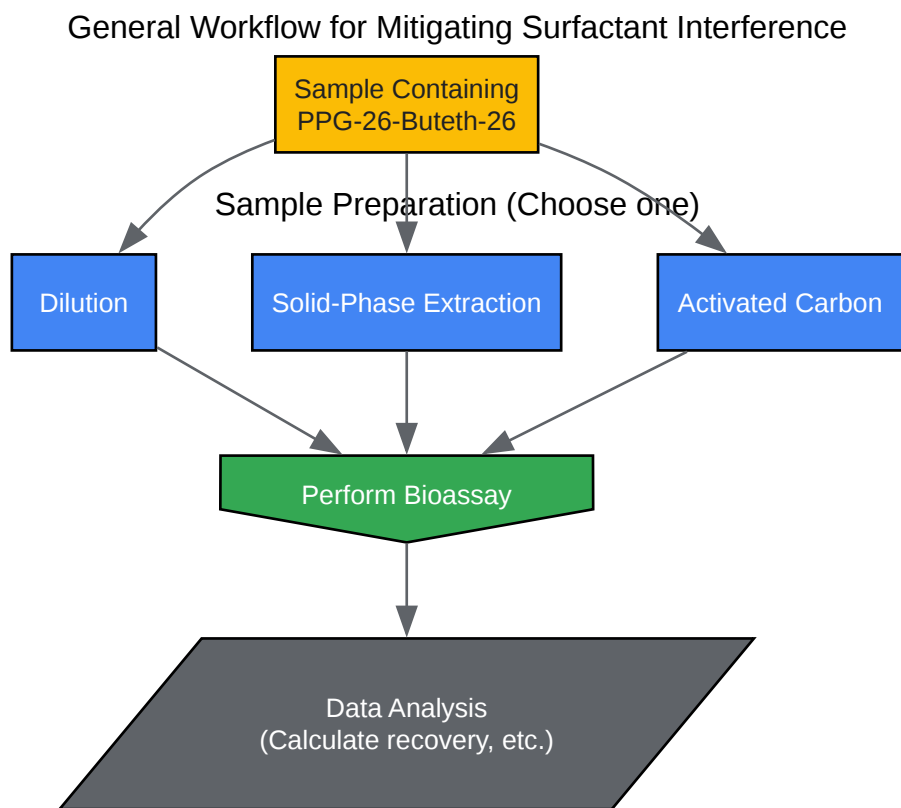 General Workflow for Mitigating Surfactant Interference
Sample Containing
PPG-26-Buteth-26
Sample Preparation (Choose one)
Dilution
Solid-Phase Extraction
Activated Carbon
Perform Bioassay
Data Analysis
(Calculate recovery, etc.)